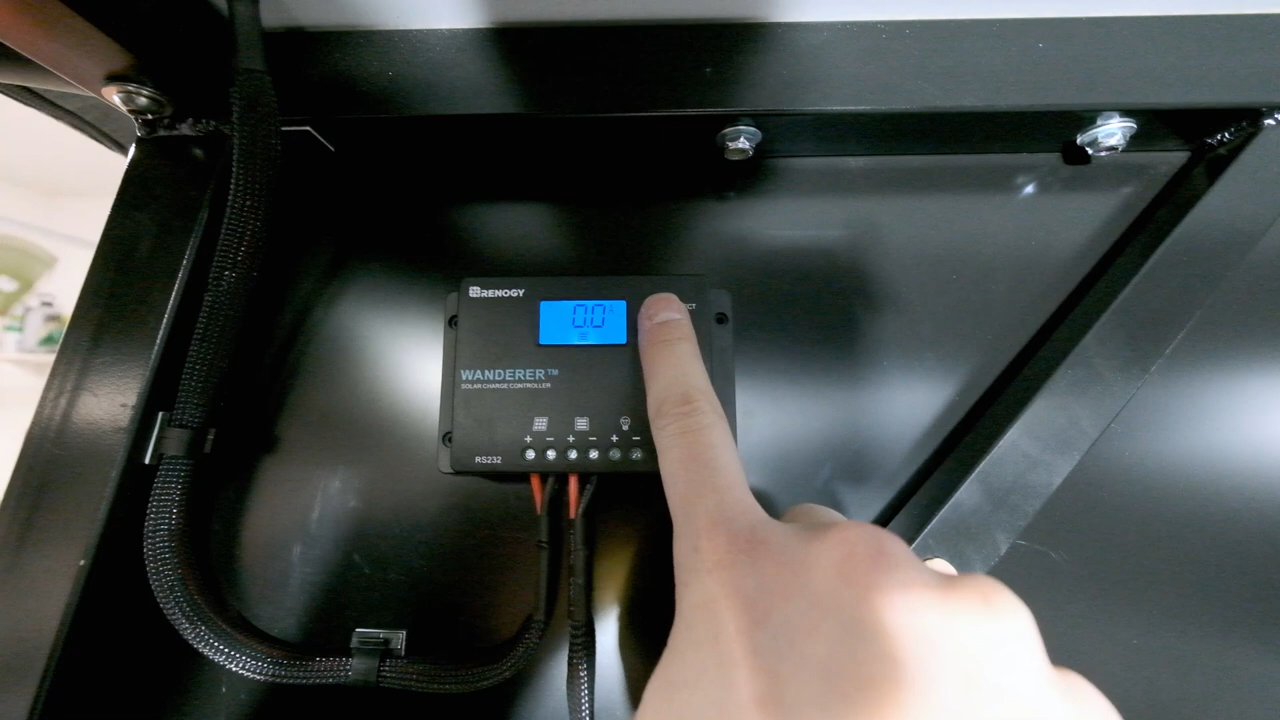 RENOGY
0.0 A
WANDERER™
SOLAR CHARGE CONTROLLER
+ - + - + -
RS232